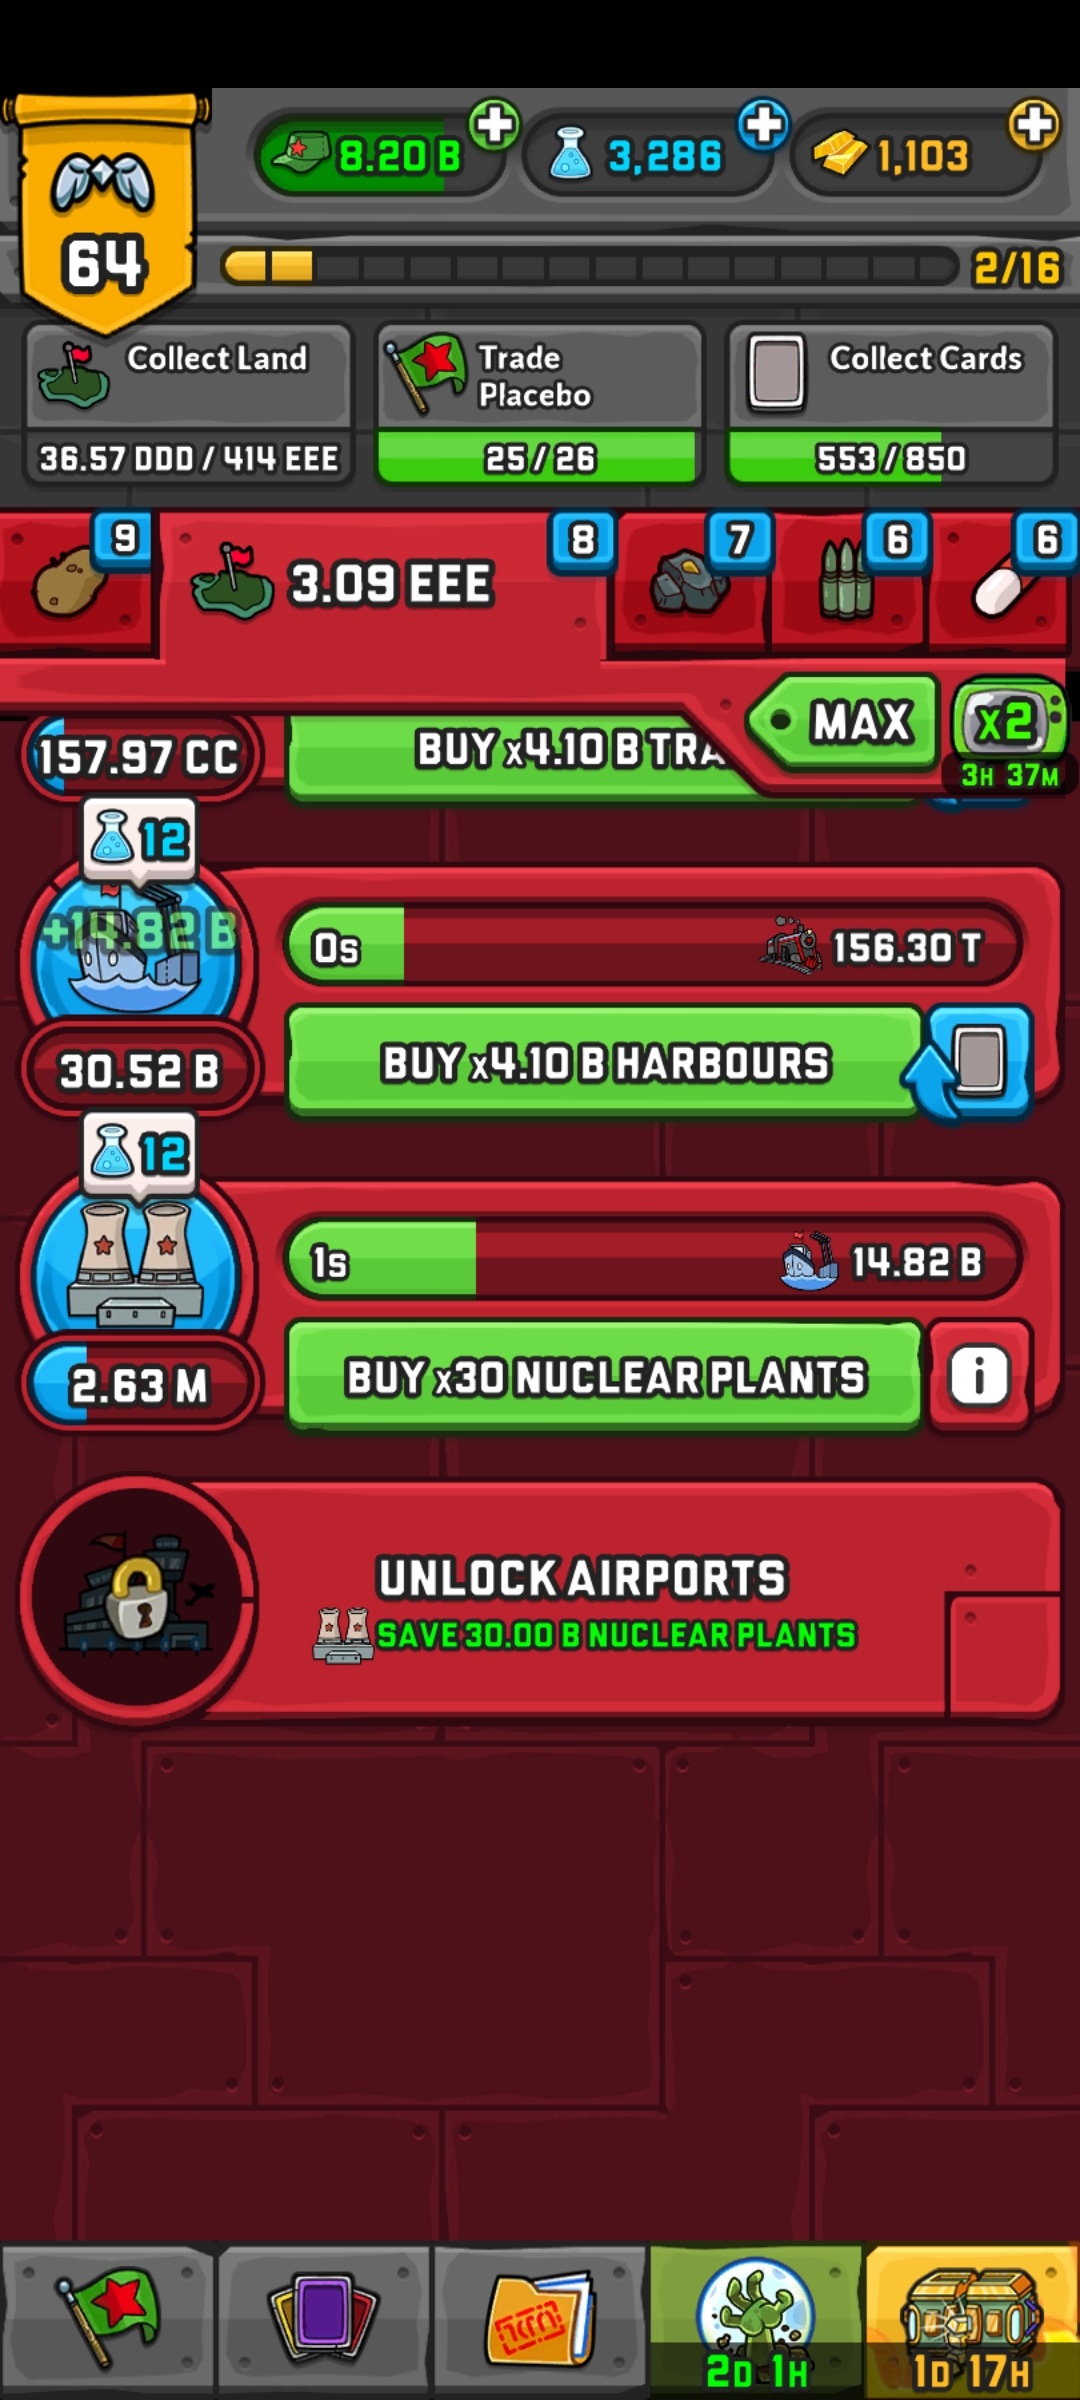 8.20 B
3,286
1,103
64
2/16
Collect Land
36.57 DDD / 414 EEE
Trade
Placebo
25 / 26
Collect Cards
553 / 850
9
3.09 EEE
8
7
6
6
MAX
x2
3H 37M
157.97 CC
BUY x4.10 B TRA
12
+14.82 B
0s
156.30 T
30.52 B
BUY x4.10 B HARBOURS
12
1s
14.82 B
2.63 M
BUY x30 NUCLEAR PLANTS
i
UNLOCK AIRPORTS
SAVE 30.00 B NUCLEAR PLANTS
2D 1H
1D 17H